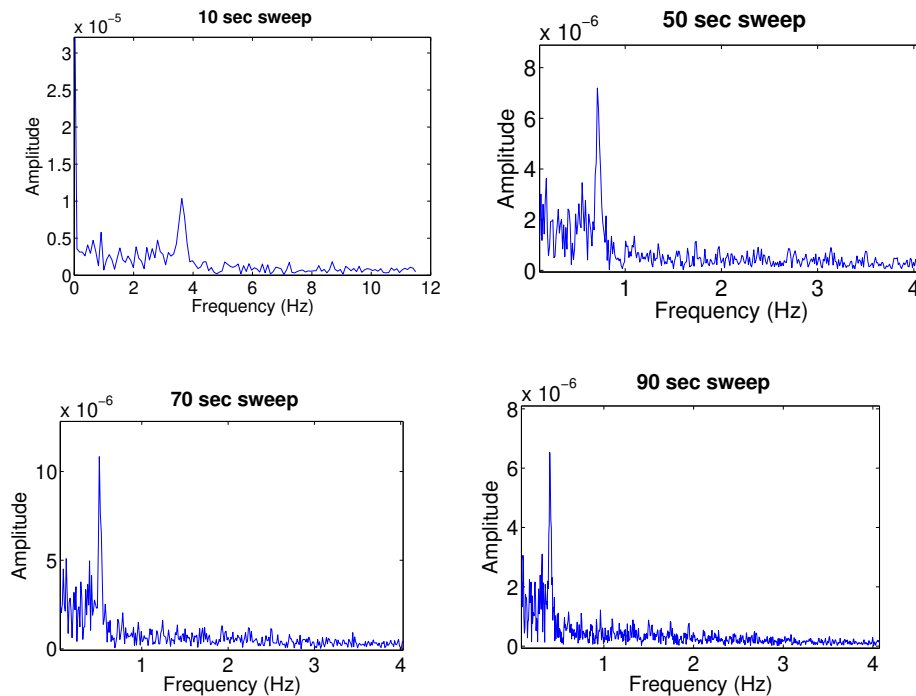 10 sec sweep
x 10^-5
3
2.5
2
1.5
1
0.5
0
Amplitude
0 2 4 6 8 10 12
Frequency (Hz)
50 sec sweep
x 10^-6
8
6
4
2
0
Amplitude
1 2 3 4
Frequency (Hz)
70 sec sweep
x 10^-6
10
5
0
Amplitude
1 2 3 4
Frequency (Hz)
90 sec sweep
x 10^-6
8
6
4
2
0
Amplitude
1 2 3 4
Frequency (Hz)